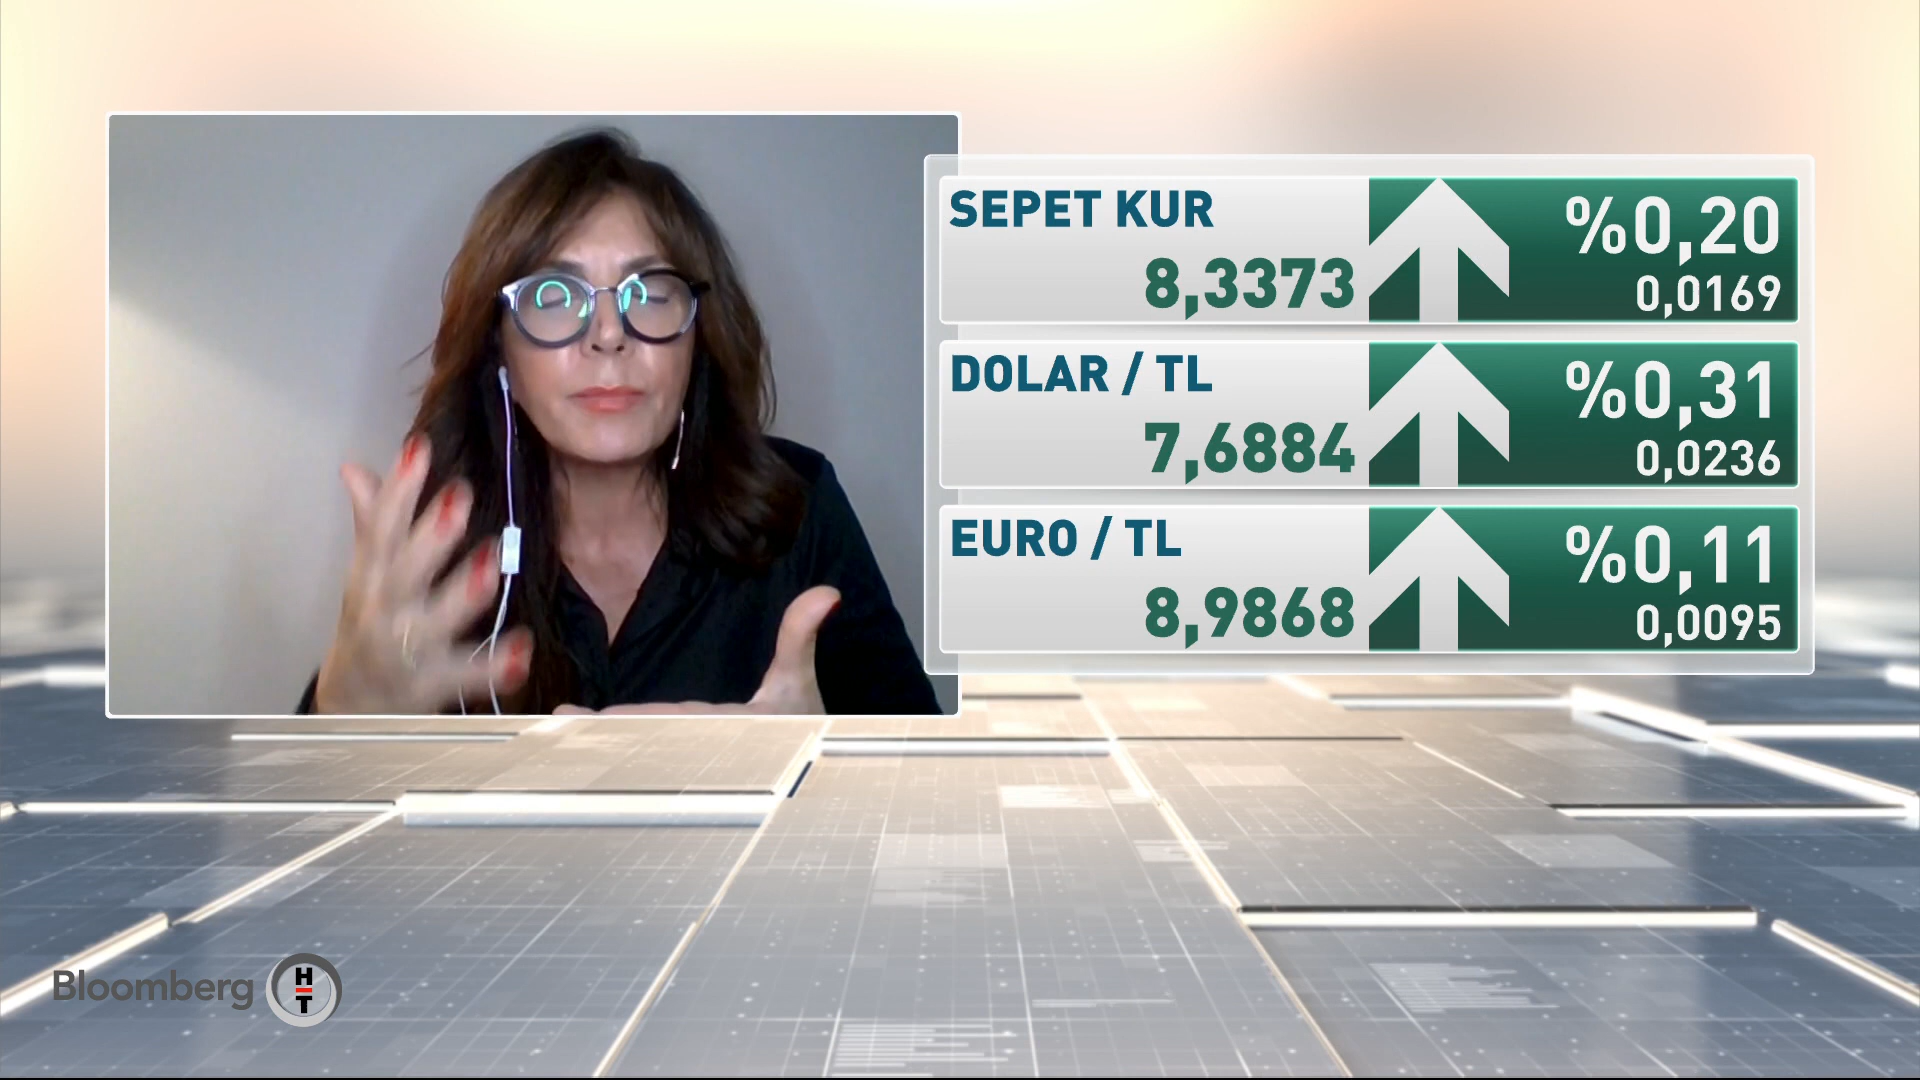 SEPET KUR
8,3373
%0,20
0,0169
DOLAR / TL
7,6884
%0,31
0,0236
EURO / TL
8,9868
%0,11
0,0095
Bloomberg HT